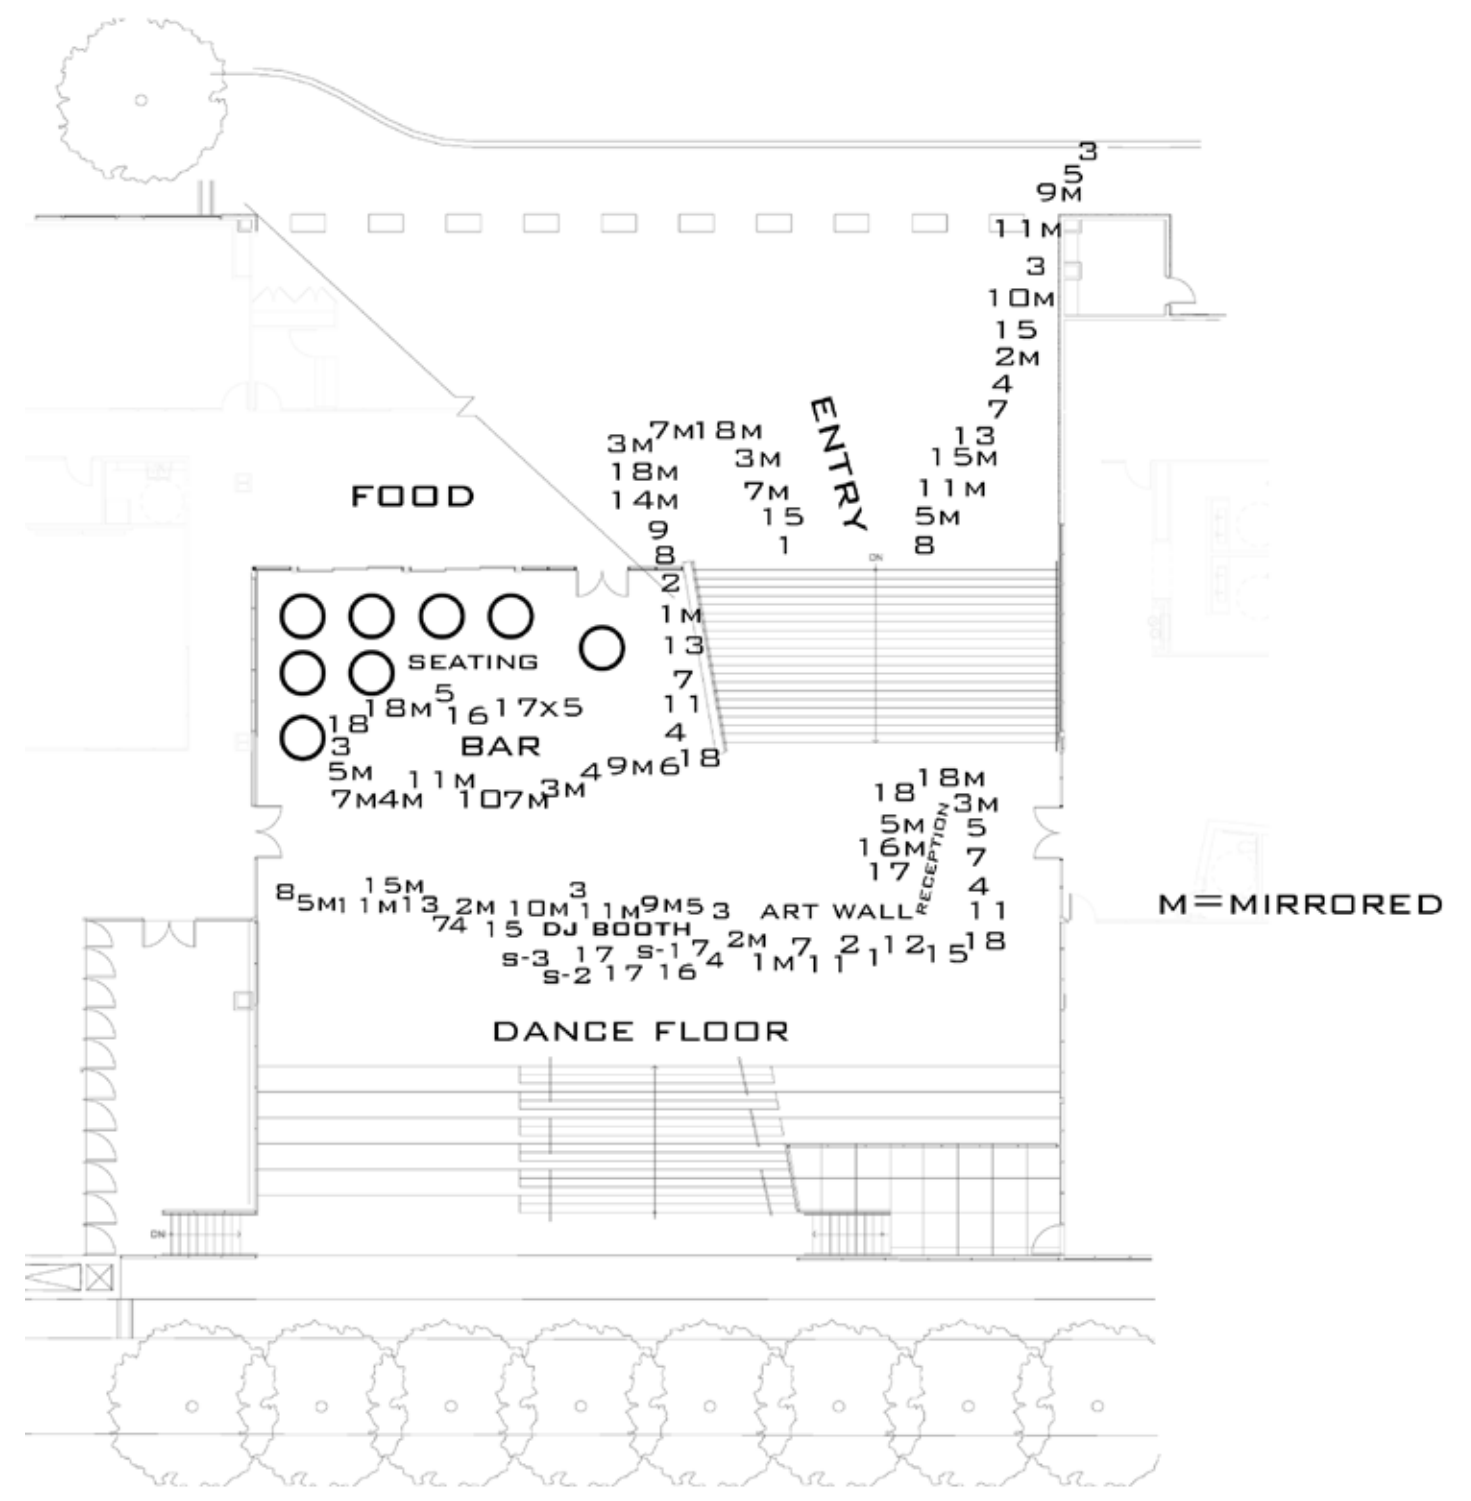 3
5
9M
11M
3
10M
15
2M
4
7
13
15M
11M
5M
8
ENTRY
7M 18M
3M
3M
18M
7M
14M
15
9
1
8
DN
2
1M
13
7
11
4
18
FOOD
SEATING
5
18M
16 17x5
18
3
BAR
5M
11M
7M4M
107M
3M
4 9M 6
18M
18
3M
5M
5
16M
7
17
4
RECEPTION
11
18
M=MIRRORED
8 5M 11M 13
15M
2M 10M
3
11M 9M 5 3
ART WALL
74 15
DJ BOOTH
S-3 17 S-1 7 4
S-2 17 16
2M
1M 7 11 2 1 12 15
DANCE FLOOR
DN